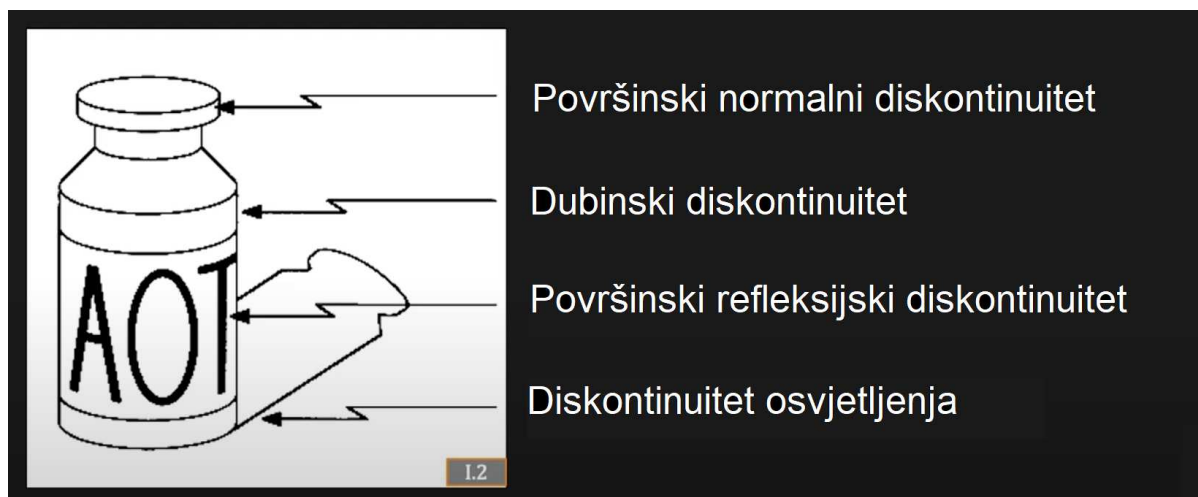 Površinski normalni diskontinuitet
Dubinski diskontinuitet
AOT
Površinski refleksijski diskontinuitet
Diskontinuitet osvjetljenja
I.2